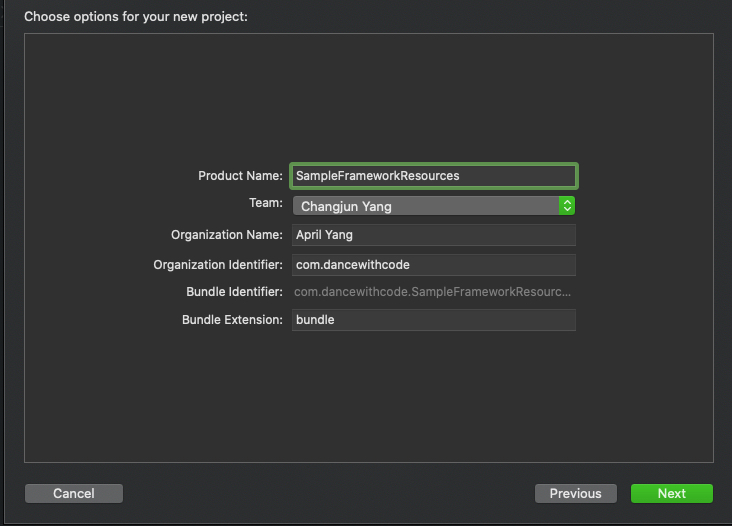 Choose options for your new project:
Product Name: SampleFrameworkResources
Team: Changjun Yang
Organization Name: April Yang
Organization Identifier: com.dancewithcode
Bundle Identifier: com.dancewithcode.SampleFrameworkResourc...
Bundle Extension: bundle
Cancel Previous Next